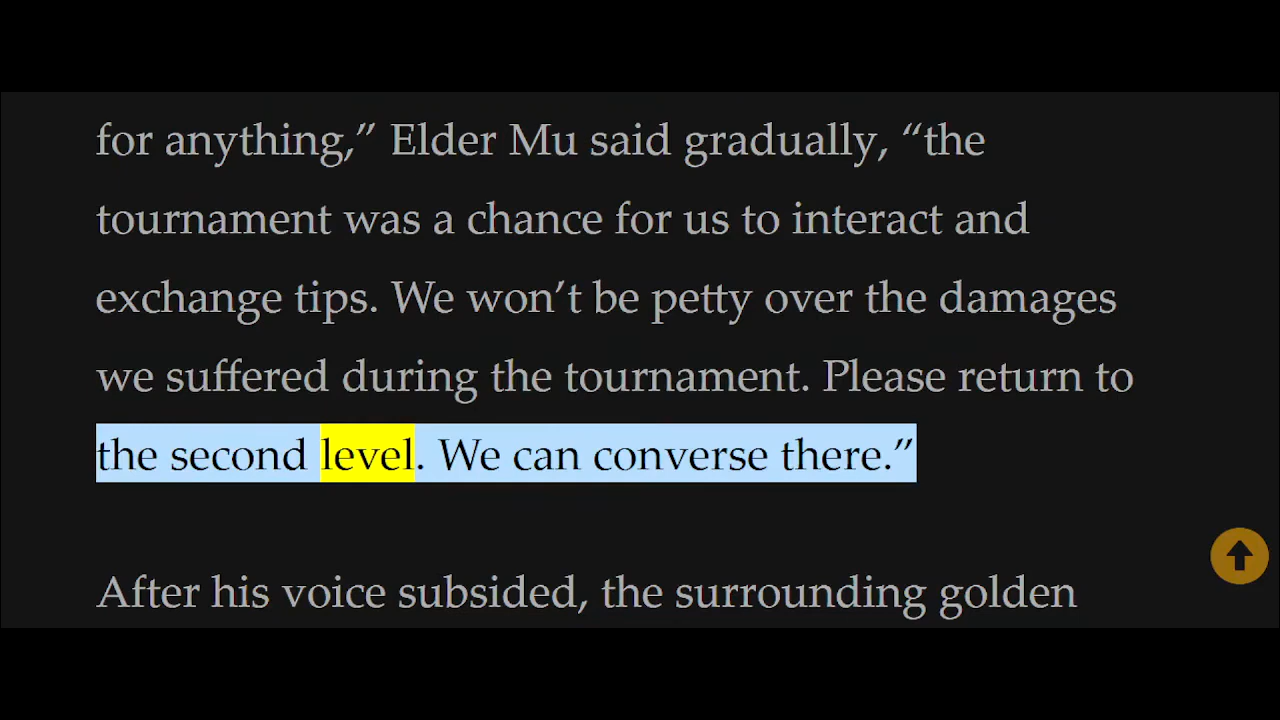 for anything,” Elder Mu said gradually, “the
tournament was a chance for us to interact and
exchange tips. We won’t be petty over the damages
we suffered during the tournament. Please return to
the second level. We can converse there.”
After his voice subsided, the surrounding golden